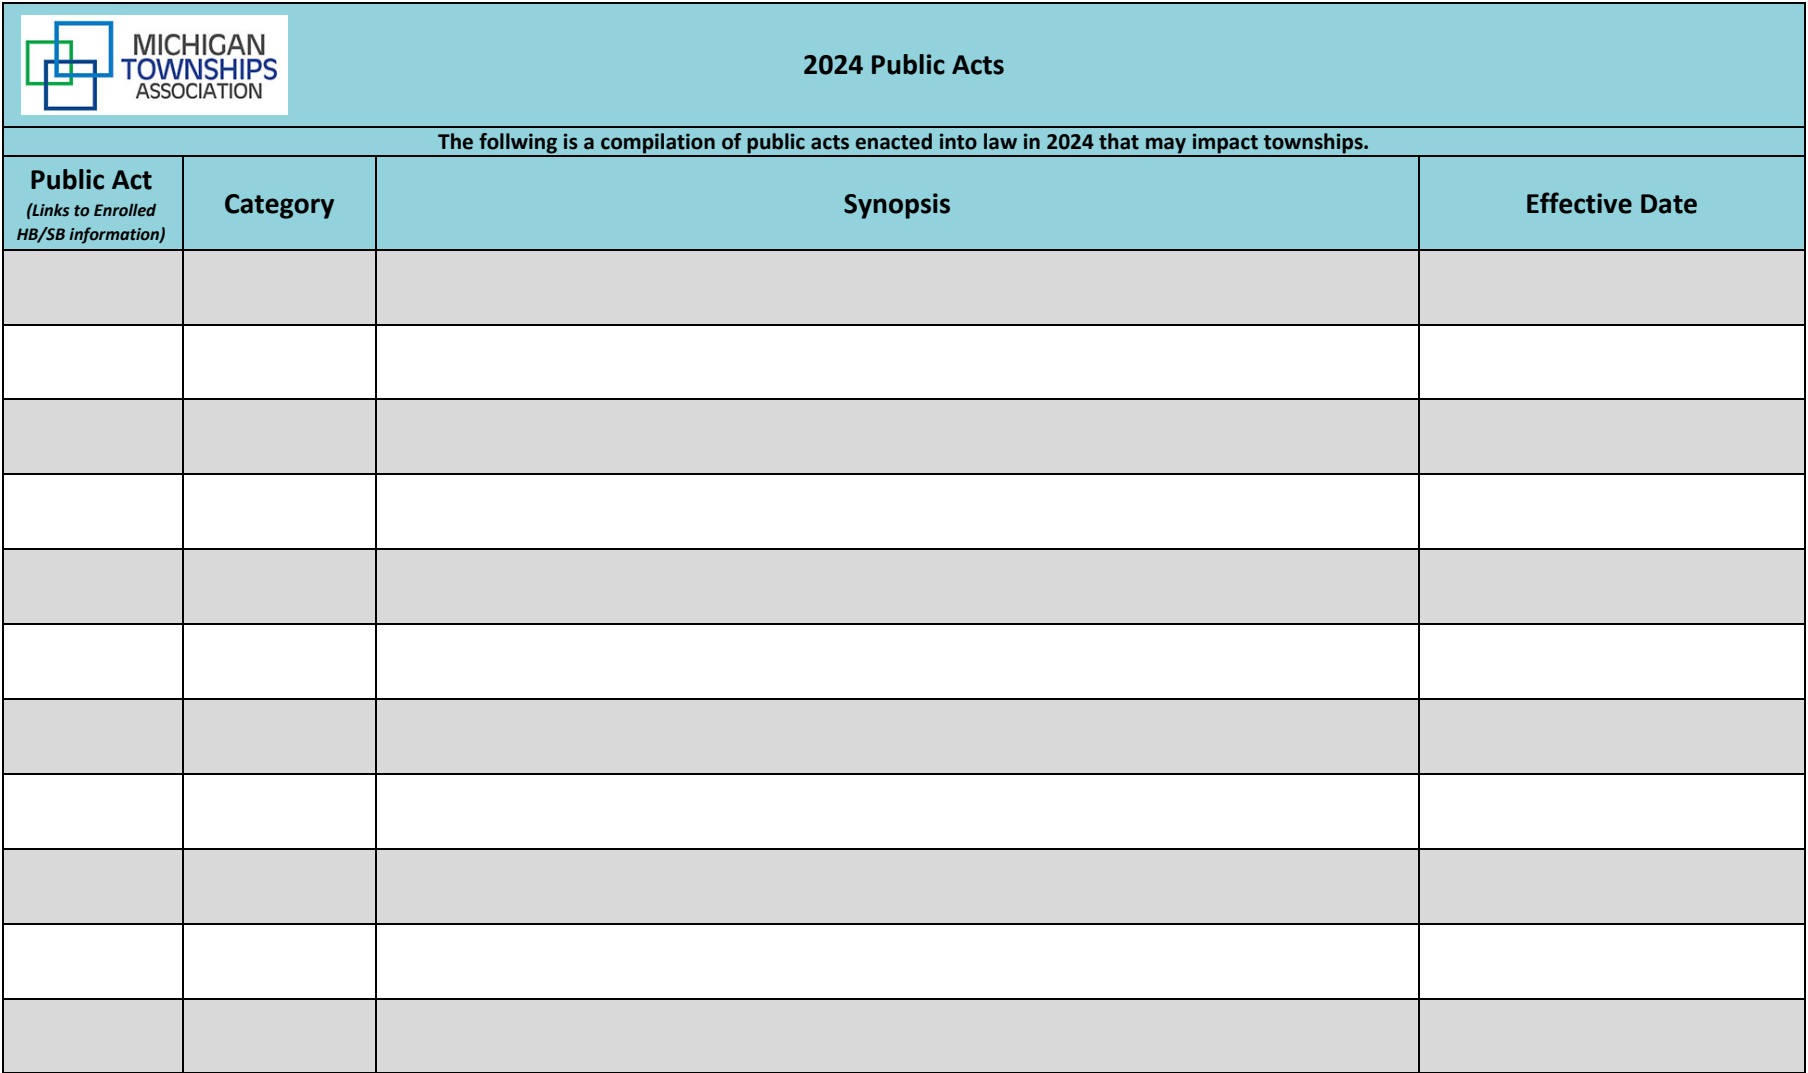 MICHIGAN
TOWNSHIPS
ASSOCIATION
2024 Public Acts
The follwing is a compilation of public acts enacted into law in 2024 that may impact townships.
Public Act
(Links to Enrolled
HB/SB information)
Category
Synopsis
Effective Date